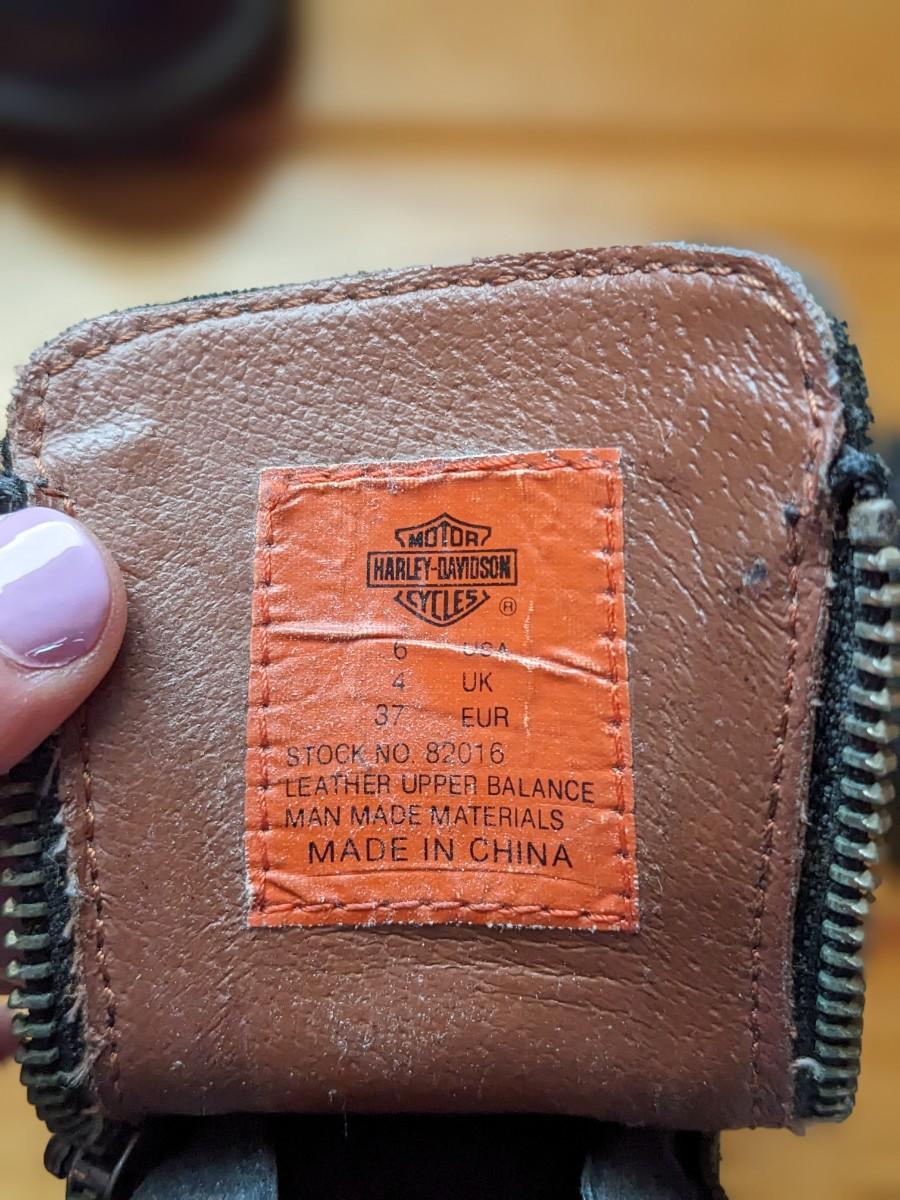 MOTOR
HARLEY-DAVIDSON
CYCLES ®
6 USA
4 UK
37 EUR
STOCK NO. 82016
LEATHER UPPER BALANCE
MAN MADE MATERIALS
MADE IN CHINA